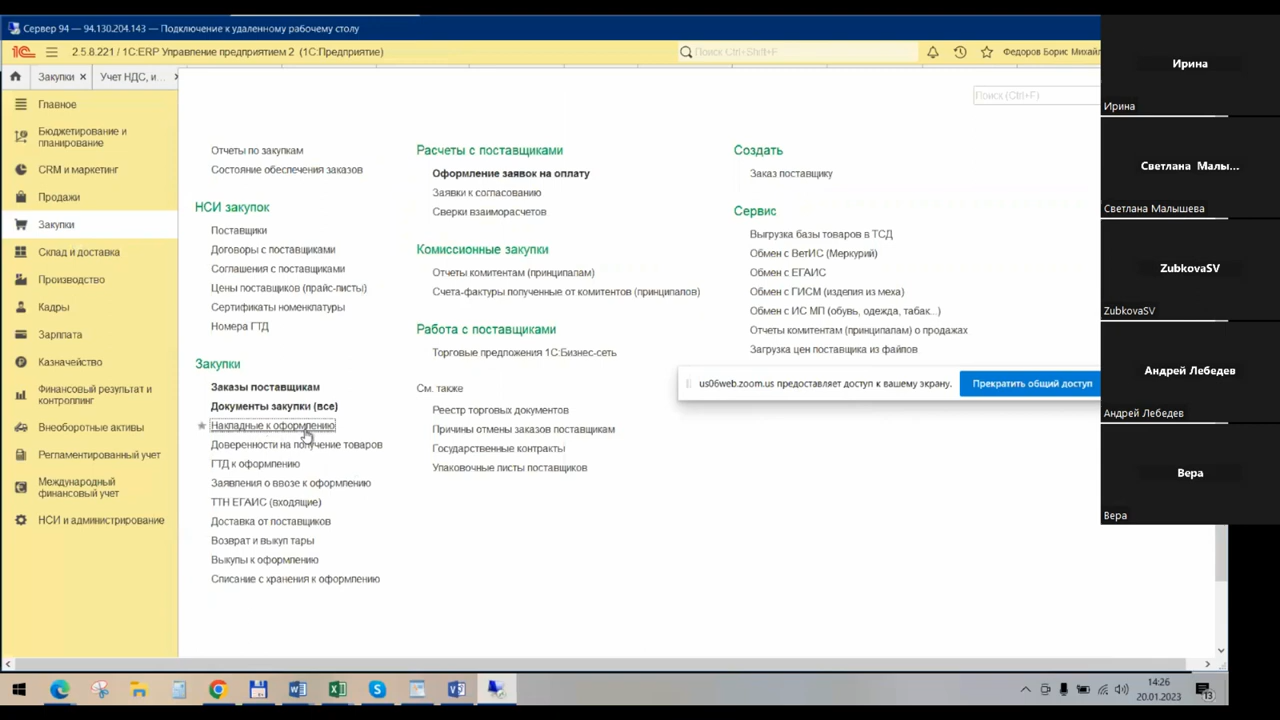 Сервер 94 — 94.130.204.143 — Подключение к удаленному рабочему столу
2.5.8.221 / 1С:ERP Управление предприятием 2 (1С:Предприятие)
Поиск Ctrl+Shift+F
Федоров Борис Михайл
Закупки ×
Учет НДС, и... ×
Поиск (Ctrl+F)
Главное
Бюджетирование и
планирование
CRM и маркетинг
Продажи
Закупки
Склад и доставка
Производство
Кадры
Зарплата
Казначейство
Финансовый результат и
контроллинг
Внеоборотные активы
Регламентированный учет
Международный
финансовый учет
НСИ и администрирование
Отчеты по закупкам
Состояние обеспечения заказов
НСИ закупок
Поставщики
Договоры с поставщиками
Соглашения с поставщиками
Цены поставщиков (прайс-листы)
Сертификаты номенклатуры
Номера ГТД
Закупки
Заказы поставщикам
Документы закупки (все)
Накладные к оформлению
Доверенности на получение товаров
ГТД к оформлению
Заявления о ввозе к оформлению
ТТН ЕГАИС (входящие)
Доставка от поставщиков
Возврат и выкуп тары
Выкупы к оформлению
Списание с хранения к оформлению
Расчеты с поставщиками
Оформление заявок на оплату
Заявки к согласованию
Сверки взаиморасчетов
Комиссионные закупки
Отчеты комитентам (принципалам)
Счета-фактуры полученные от комитентов (принципалов)
Работа с поставщиками
Торговые предложения 1С:Бизнес-сеть
См. также
Реестр торговых документов
Причины отмены заказов поставщикам
Государственные контракты
Упаковочные листы поставщиков
Создать
Заказ поставщику
Сервис
Выгрузка базы товаров в ТСД
Обмен с ВетИС (Меркурий)
Обмен с ЕГАИС
Обмен с ГИСМ (изделия из меха)
Обмен с ИС МП (обувь, одежда, табак...)
Отчеты комитентам (принципалам) о продажах
Загрузка цен поставщика из файлов
us06web.zoom.us предоставляет доступ к вашему экрану.
Прекратить общий доступ
Ирина
Ирина
Светлана Малы...
Светлана Малышева
ZubkovaSV
ZubkovaSV
Андрей Лебедев
Андрей Лебедев
Вера
Вера
14:26
20.01.2023
13